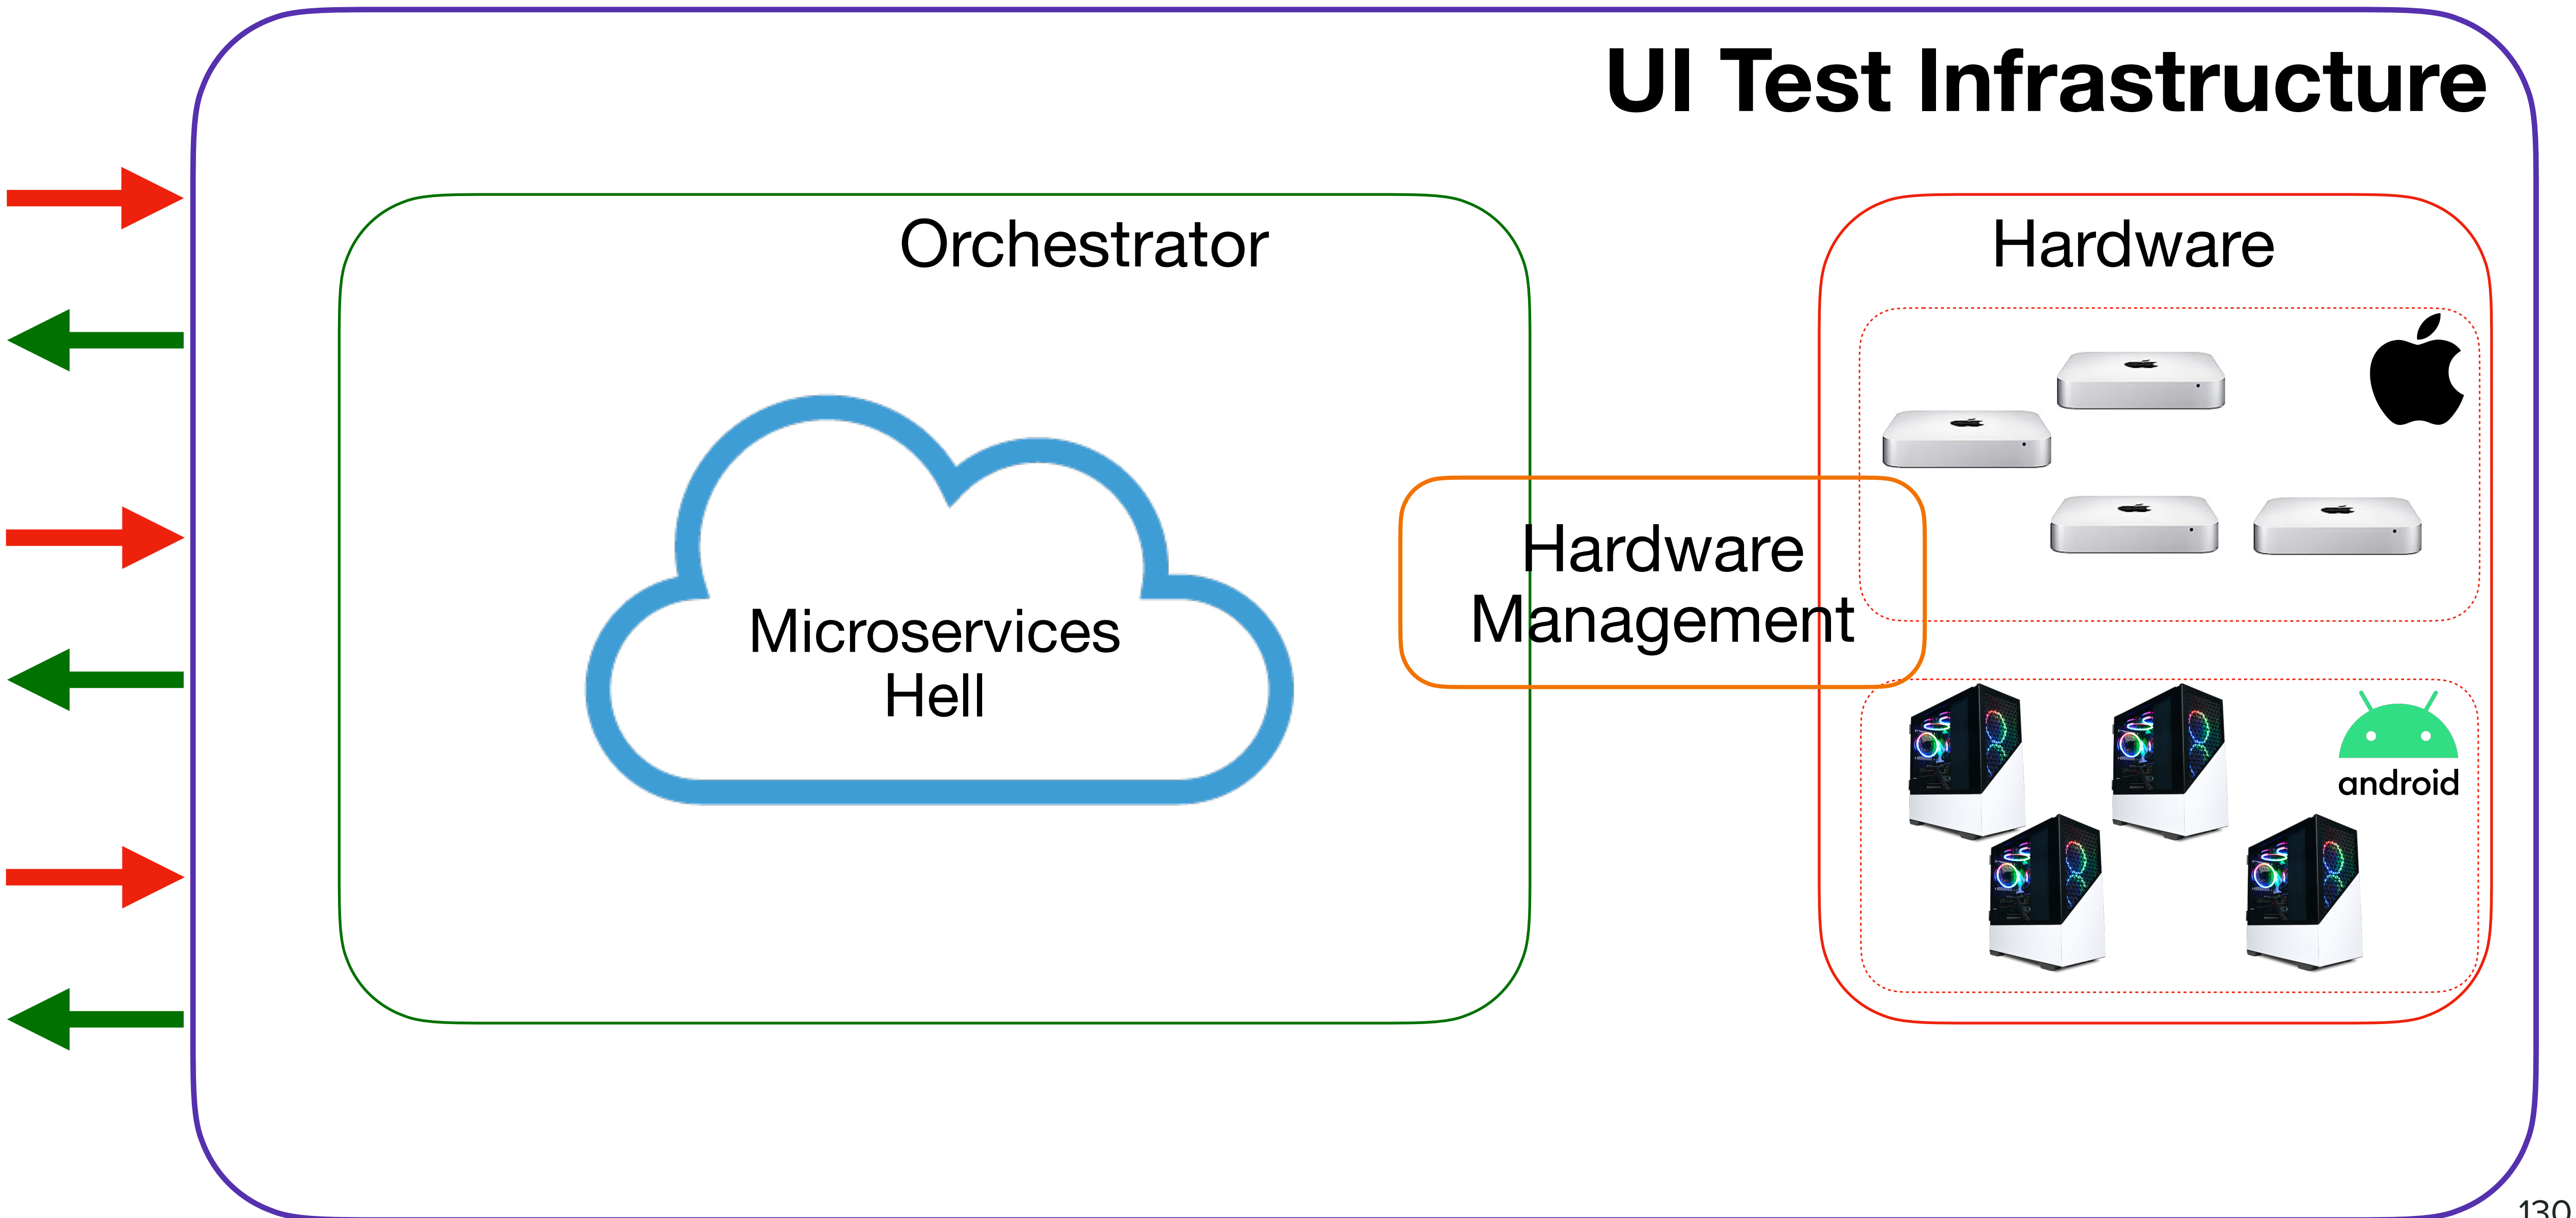 UI Test Infrastructure
Orchestrator
Hardware
Hardware
Management
Microservices
Hell
android
130